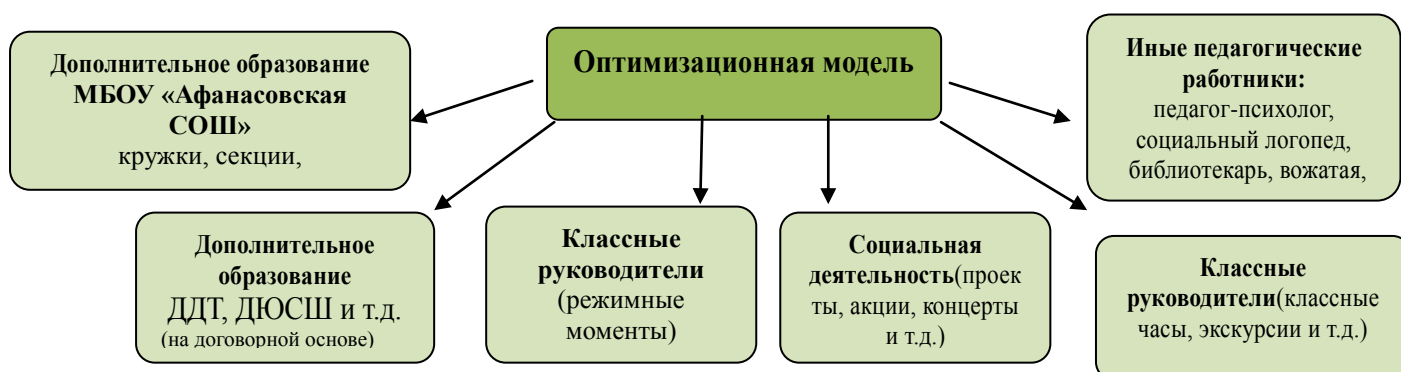 Оптимизационная модель
Дополнительное образование
МБОУ «Афанасовская
СОШ»
кружки, секции,
Иные педагогические
работники:
педагог-психолог,
социальный логопед,
библиотекарь, вожатая,
Дополнительное
образование
ДДТ, ДЮСШ и т.д.
(на договорной основе)
Классные
руководители
(режимные
моменты)
Социальная
деятельность(проек
ты, акции, концерты
и т.д.)
Классные
руководители(классные
часы, экскурсии и т.д.)